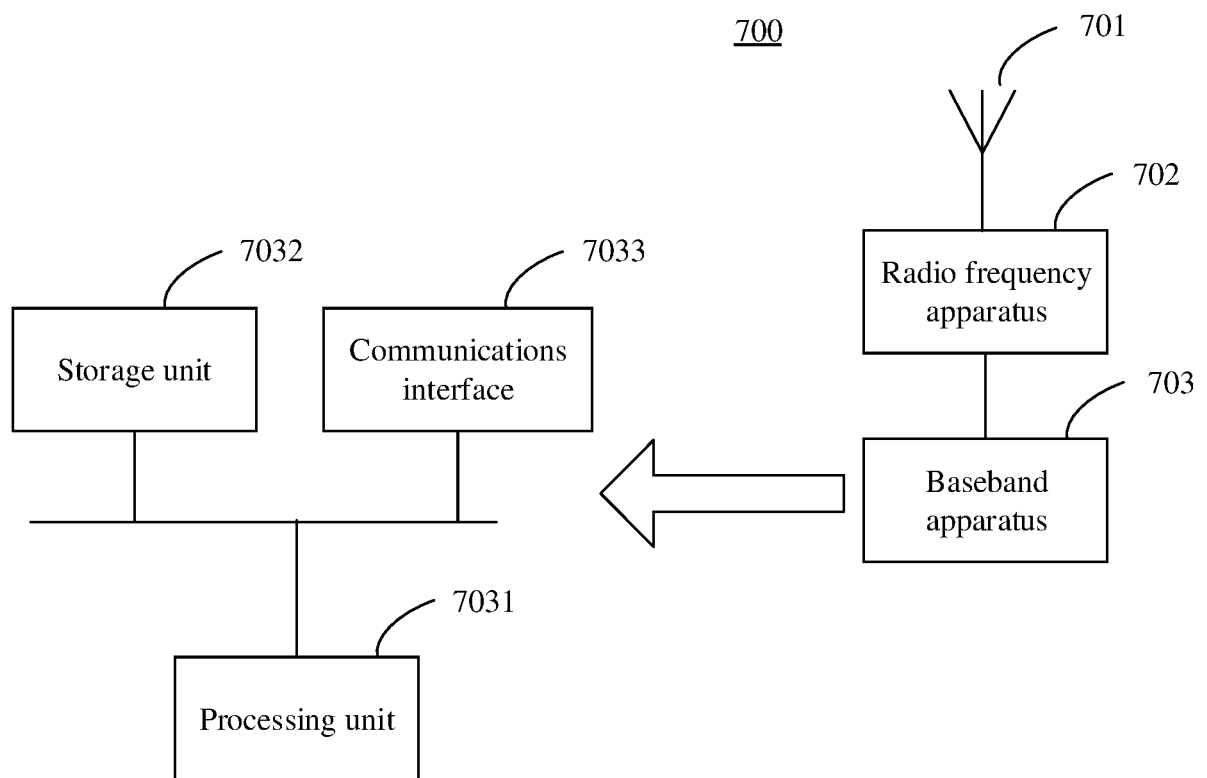 700
701
702
Radio frequency
apparatus
7032
7033
Storage unit
Communications
interface
703
Baseband
apparatus
7031
Processing unit